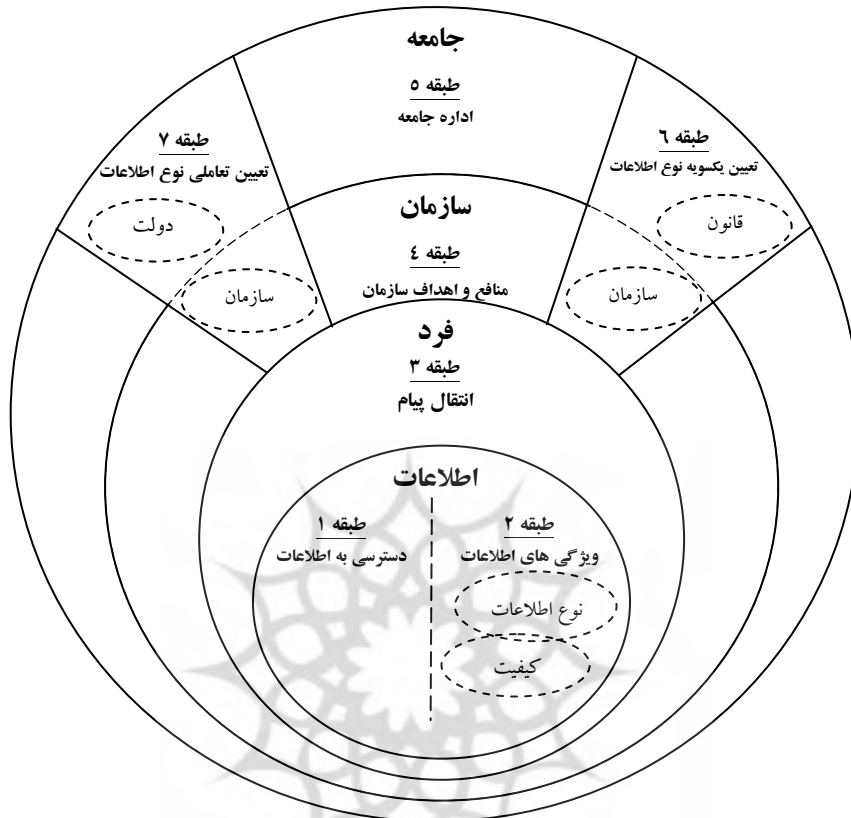 جامعه
طبقه ۵
اداره جامعه
طبقه ۶
تعیین یکسویه نوع اطلاعات
قانون
سازمان
طبقه ۷
تعیین تعاملی نوع اطلاعات
دولت
سازمان
سازمان
طبقه ٤
منافع و اهداف سازمان
فرد
طبقه ۳
انتقال پیام
اطلاعات
طبقه ۲
ویژگی های اطلاعات
نوع اطلاعات
کیفیت
طبقه ۱
دسترسی به اطلاعات